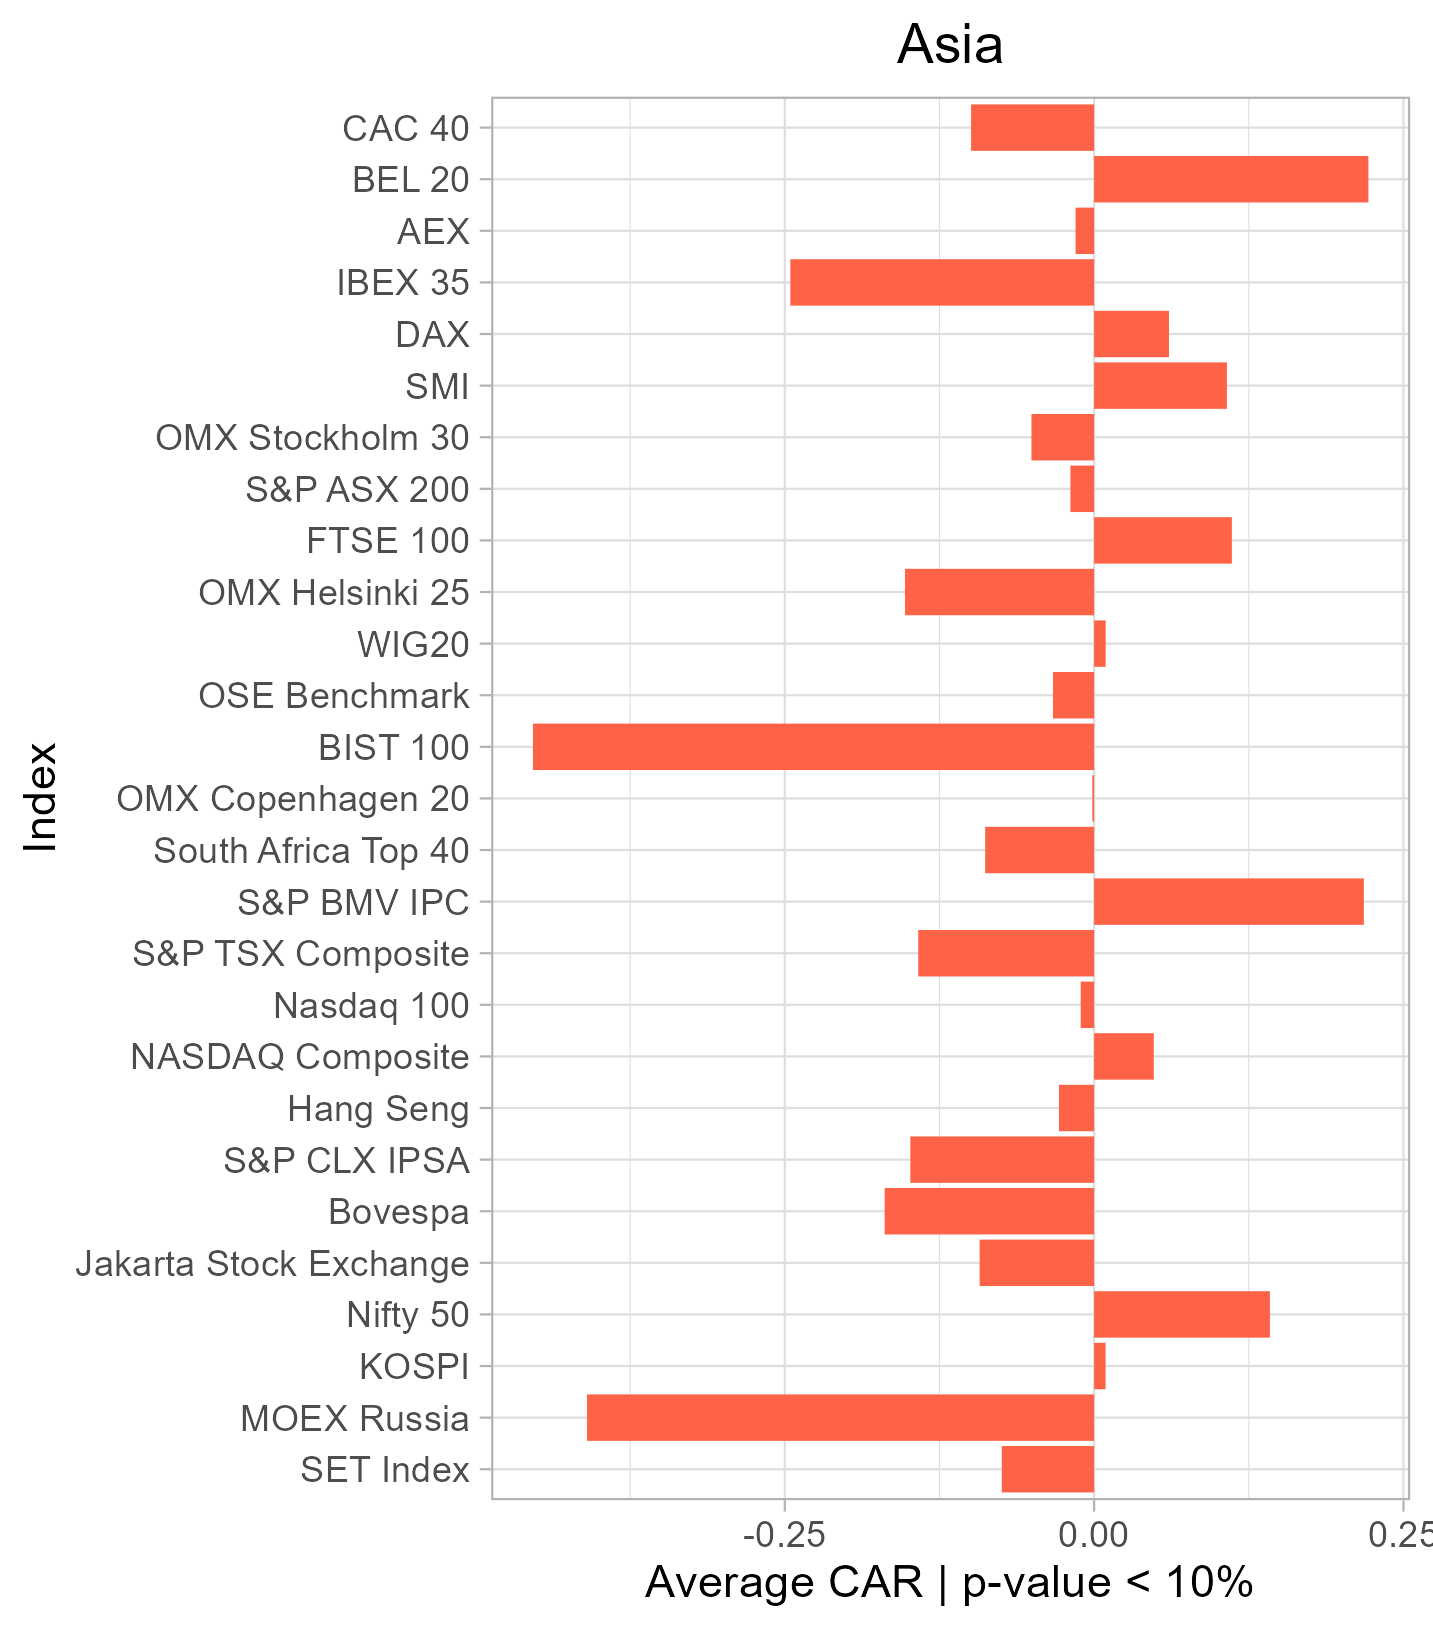 Asia
CAC 40
BEL 20
AEX
IBEX 35
DAX
SMI
OMX Stockholm 30
S&P ASX 200
FTSE 100
OMX Helsinki 25
WIG20
OSE Benchmark
BIST 100
OMX Copenhagen 20
South Africa Top 40
S&P BMV IPC
S&P TSX Composite
Nasdaq 100
NASDAQ Composite
Hang Seng
S&P CLX IPSA
Bovespa
Jakarta Stock Exchange
Nifty 50
KOSPI
MOEX Russia
SET Index
Index
-0.25 0.00 0.25
Average CAR | p-value < 10%